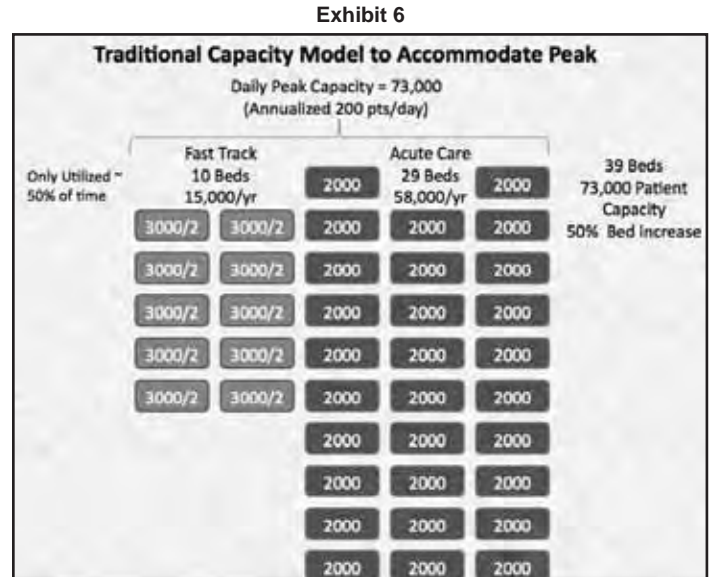 Exhibit 6
Traditional Capacity Model to Accommodate Peak
Daily Peak Capacity = 73,000
(Annualized 200 pts/day)
Only Utilized ~
50% of time
Fast Track
10 Beds
15,000/yr
Acute Care
29 Beds
58,000/yr
39 Beds
73,000 Patient
Capacity
50% Bed Increase
2000 2000
3000/2 3000/2 2000 2000 2000
3000/2 3000/2 2000 2000 2000
3000/2 3000/2 2000 2000 2000
3000/2 3000/2 2000 2000 2000
3000/2 3000/2 2000 2000 2000
2000 2000 2000
2000 2000 2000
2000 2000 2000
2000 2000 2000